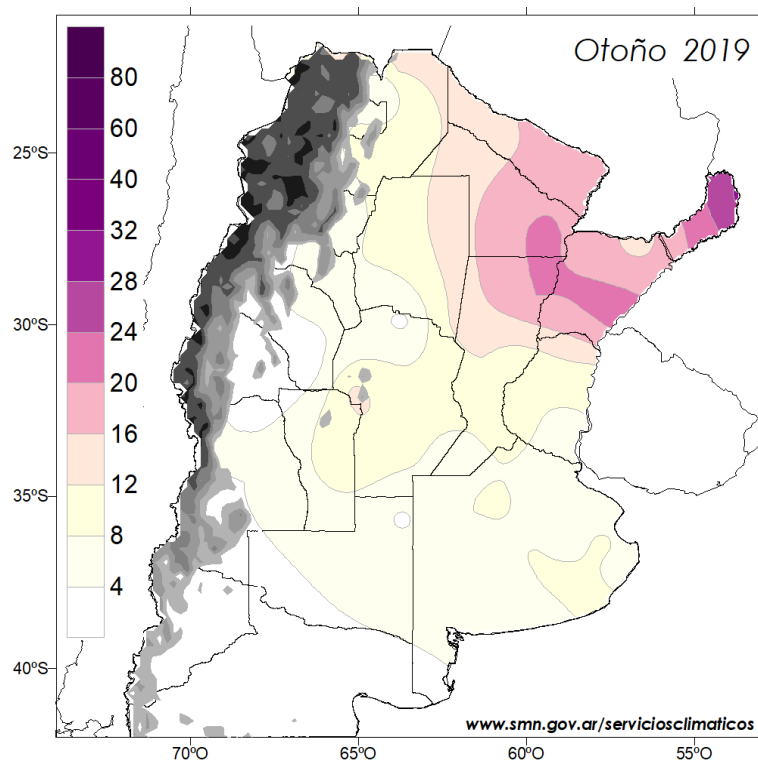 Otoño 2019
80
60
40
32
28
24
20
16
12
8
4
25ºS
30ºS
35ºS
40ºS
www.smn.gov.ar/serviciosclimaticos
70ºO
65ºO
60ºO
55ºO